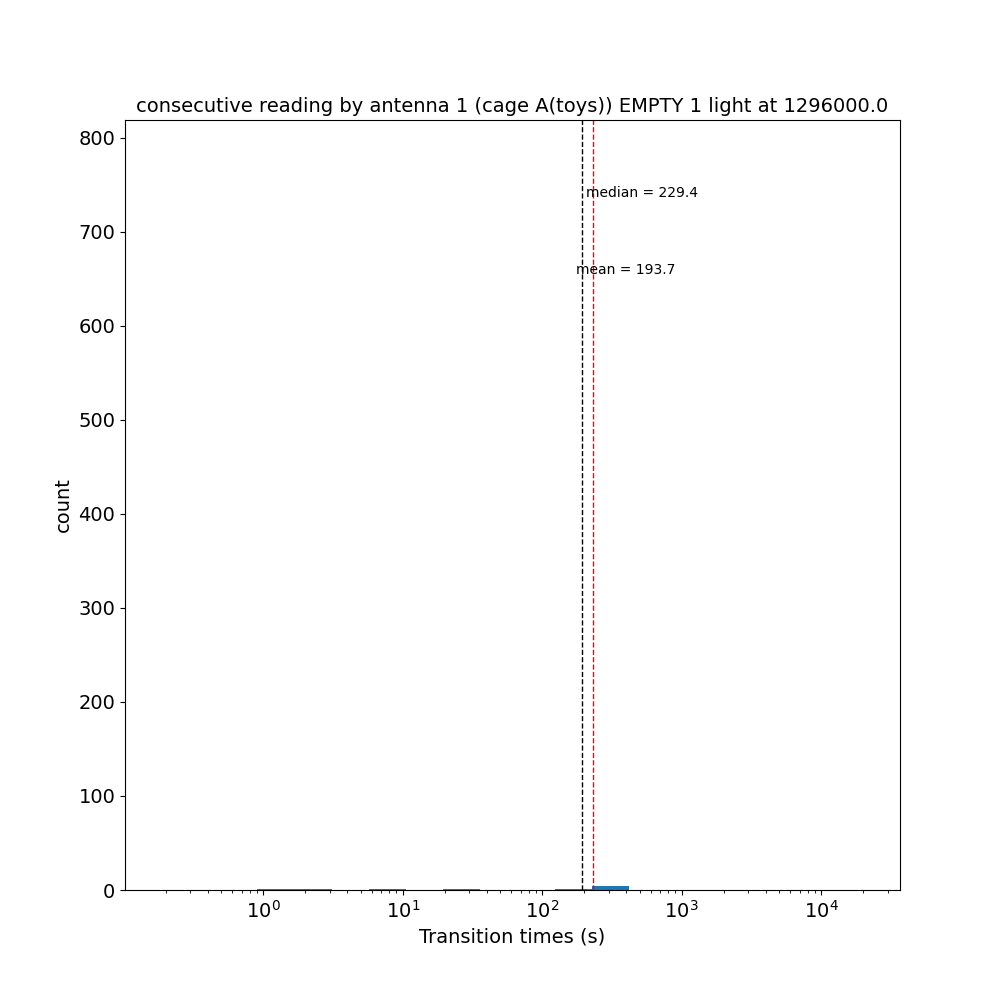 consecutive reading by antenna 1 (cage A(toys)) EMPTY 1 light at 1296000.0
800
median = 229.4
700
mean = 193.7
600
500
count
400
300
200
100
0
10⁰ 10¹ 10² 10³ 10⁴
Transition times (s)